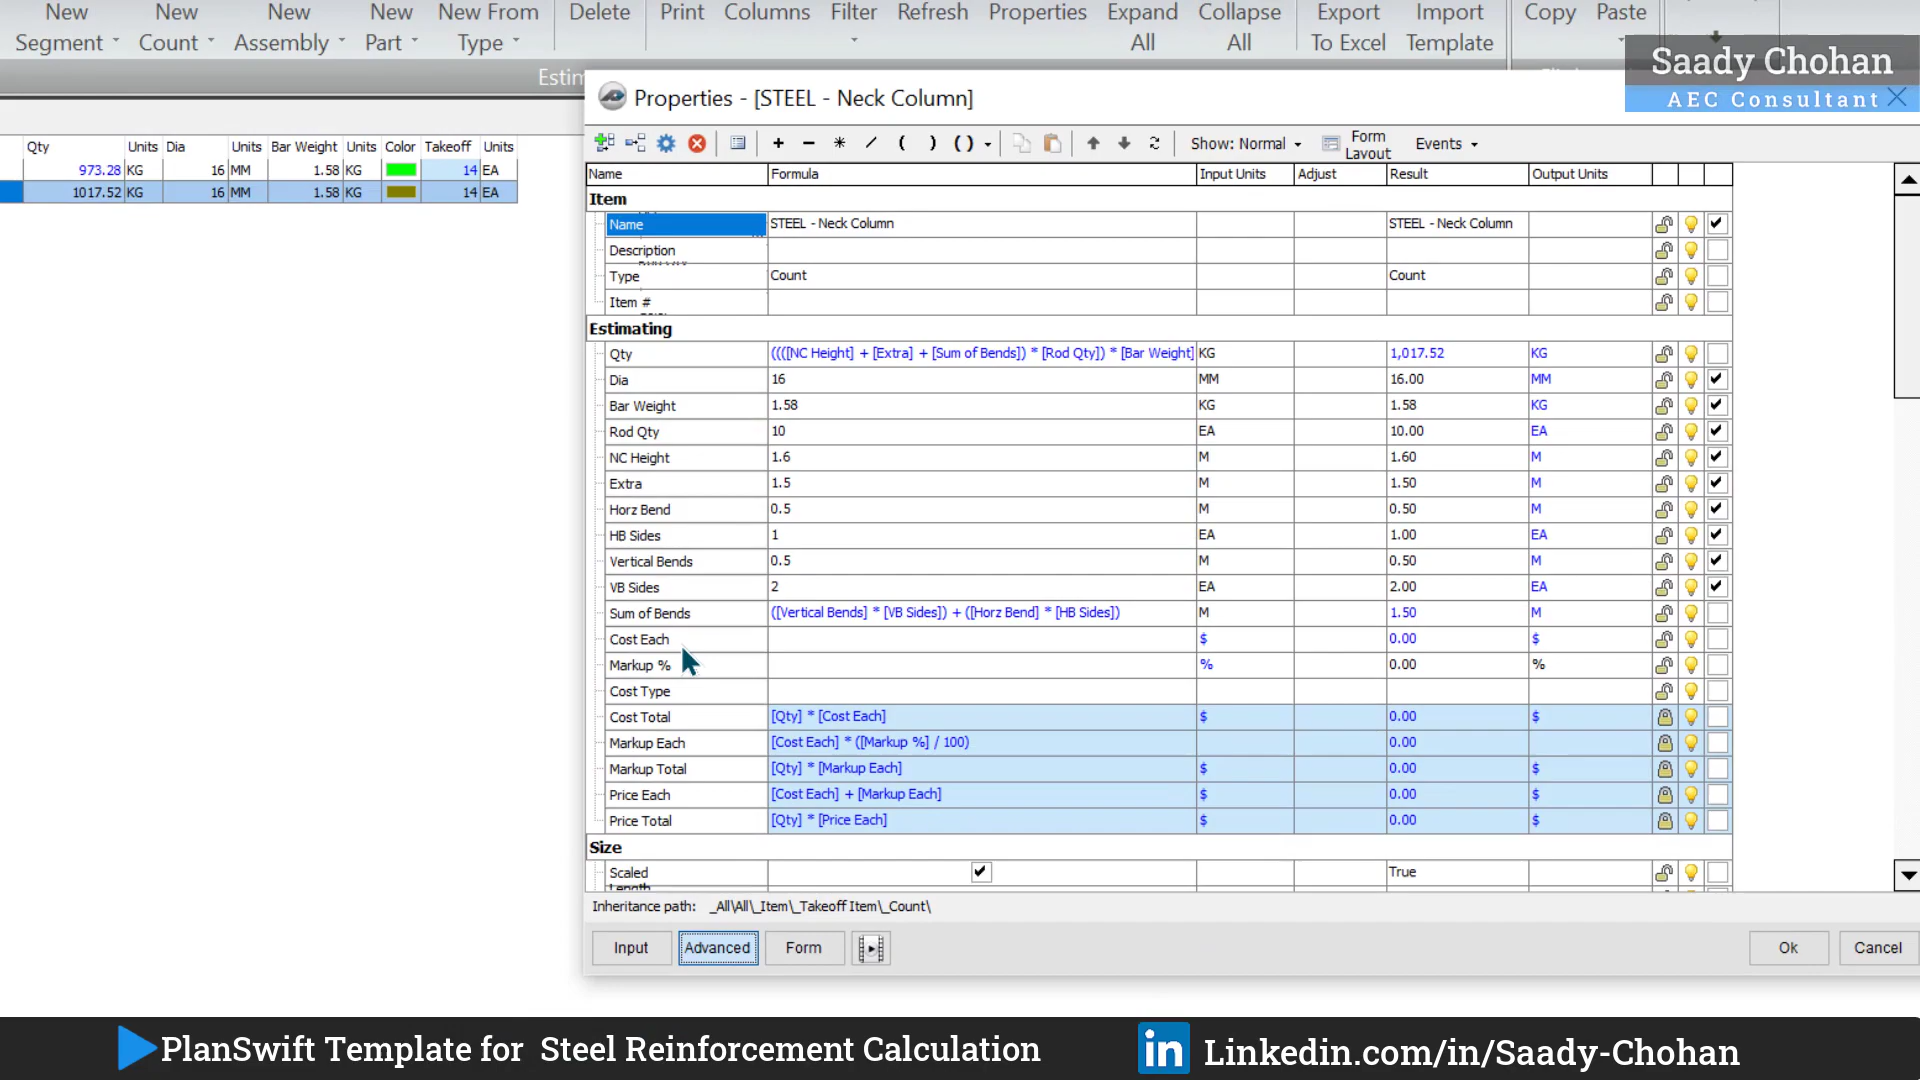 New Segment
New Count
New Assembly
New Part
New From Type
Delete
Print
Columns
Filter
Refresh
Properties
Expand All
Collapse All
Export To Excel
Import Template
Copy
Paste
Saady Chohan
AEC Consultant
Estim
Properties - [STEEL - Neck Column]
+ − * / ( ) ( )
Show: Normal
Form Layout
Events
Qty Units Dia Units Bar Weight Units Color Takeoff Units
973.28 KG 16 MM 1.58 KG 14 EA
1017.52 KG 16 MM 1.58 KG 14 EA
Name Formula Input Units Adjust Result Output Units
Item
Name STEEL - Neck Column STEEL - Neck Column
Description
Type Count Count
Item #
Estimating
Qty ((([NC Height] + [Extra] + [Sum of Bends]) * [Rod Qty]) * [Bar Weight] KG 1,017.52 KG
Dia 16 MM 16.00 MM
Bar Weight 1.58 KG 1.58 KG
Rod Qty 10 EA 10.00 EA
NC Height 1.6 M 1.60 M
Extra 1.5 M 1.50 M
Horz Bend 0.5 M 0.50 M
HB Sides 1 EA 1.00 EA
Vertical Bends 0.5 M 0.50 M
VB Sides 2 EA 2.00 EA
Sum of Bends ([Vertical Bends] * [VB Sides]) + ([Horz Bend] * [HB Sides]) M 1.50 M
Cost Each $ 0.00 $
Markup % % 0.00 %
Cost Type
Cost Total [Qty] * [Cost Each] $ 0.00 $
Markup Each [Cost Each] * ([Markup %] / 100) 0.00
Markup Total [Qty] * [Markup Each] $ 0.00 $
Price Each [Cost Each] + [Markup Each] $ 0.00 $
Price Total [Qty] * [Price Each] $ 0.00 $
Size
Scaled True
Length
Inheritance path: _All\All\_Item\_Takeoff Item\_Count\
Input Advanced Form Ok Cancel
PlanSwift Template for Steel Reinforcement Calculation
in Linkedin.com/in/Saady-Chohan